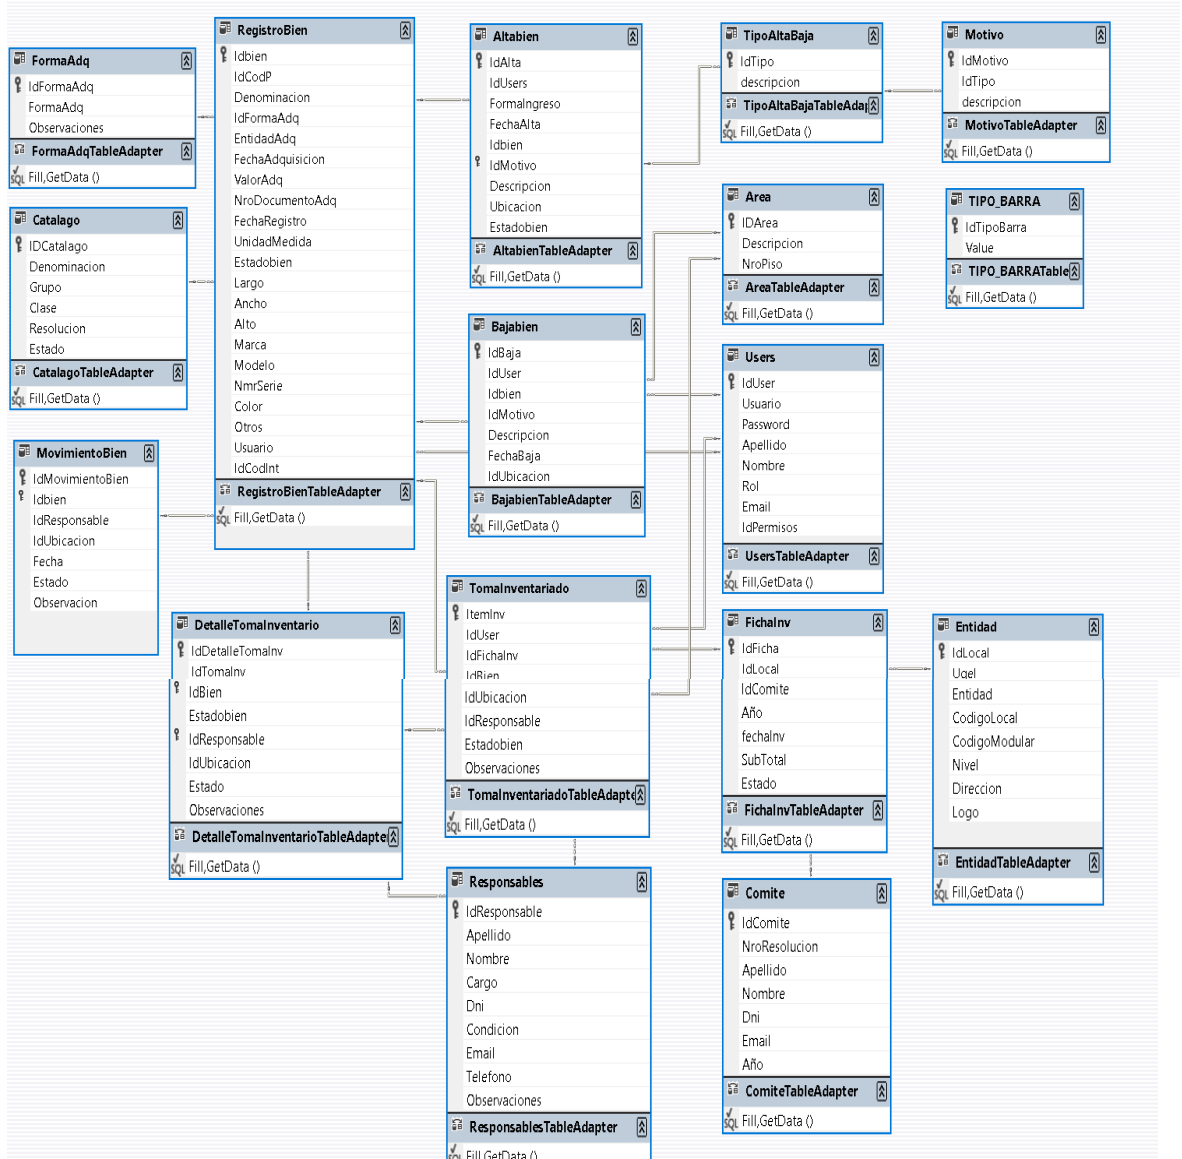 FormaAdq
IdFormaAdq
FormaAdq
Observaciones
FormaAdqTableAdapter
Fill,GetData ()
Catalago
IDCatalago
Denominacion
Grupo
Clase
Resolucion
Estado
CatalagoTableAdapter
Fill,GetData ()
MovimientoBien
IdMovimientoBien
Idbien
IdResponsable
IdUbicacion
Fecha
Estado
Observacion
RegistroBien
Idbien
IdCodP
Denominacion
IdFormaAdq
EntidadAdq
FechaAdquisicion
ValorAdq
NroDocumentoAdq
FechaRegistro
UnidadMedida
Estadobien
Largo
Ancho
Alto
Marca
Modelo
NmrSerie
Color
Otros
Usuario
IdCodInt
RegistroBienTableAdapter
Fill,GetData ()
DetalleTomaInventario
IdDetalleTomaInv
IdTomaInv
IdBien
Estadobien
IdResponsable
IdUbicacion
Estado
Observaciones
DetalleTomaInventarioTableAdapter
Fill,GetData ()
Altabien
IdAlta
IdUsers
FormaIngreso
FechaAlta
Idbien
IdMotivo
Descripcion
Ubicacion
Estadobien
AltabienTableAdapter
Fill,GetData ()
Bajabien
IdBaja
IdUser
Idbien
IdMotivo
Descripcion
FechaBaja
IdUbicacion
BajabienTableAdapter
Fill,GetData ()
TomaInventariado
ItemInv
IdUser
IdFichaInv
IdBien
IdUbicacion
IdResponsable
Estadobien
Observaciones
TomaInventariadoTableAdapte
Fill,GetData ()
Responsables
IdResponsable
Apellido
Nombre
Cargo
Dni
Condicion
Email
Telefono
Observaciones
ResponsablesTableAdapter
Fill,GetData ()
TipoAltaBaja
IdTipo
descripcion
TipoAltaBajaTableAdap
Fill,GetData ()
Area
IDArea
Descripcion
NroPiso
AreaTableAdapter
Fill,GetData ()
Users
IdUser
Usuario
Password
Apellido
Nombre
Rol
Email
IdPermisos
UsersTableAdapter
Fill,GetData ()
FichaInv
IdFicha
IdLocal
IdComite
Año
fechaInv
SubTotal
Estado
FichaInvTableAdapter
Fill,GetData ()
Comite
IdComite
NroResolucion
Apellido
Nombre
Dni
Email
Año
ComiteTableAdapter
Fill,GetData ()
Motivo
IdMotivo
IdTipo
descripcion
MotivoTableAdapter
Fill,GetData ()
TIPO_BARRA
IdTipoBarra
Value
TIPO_BARRATable
Fill,GetData ()
Entidad
IdLocal
Ugel
Entidad
CodigoLocal
CodigoModular
Nivel
Direccion
Logo
EntidadTableAdapter
Fill,GetData ()